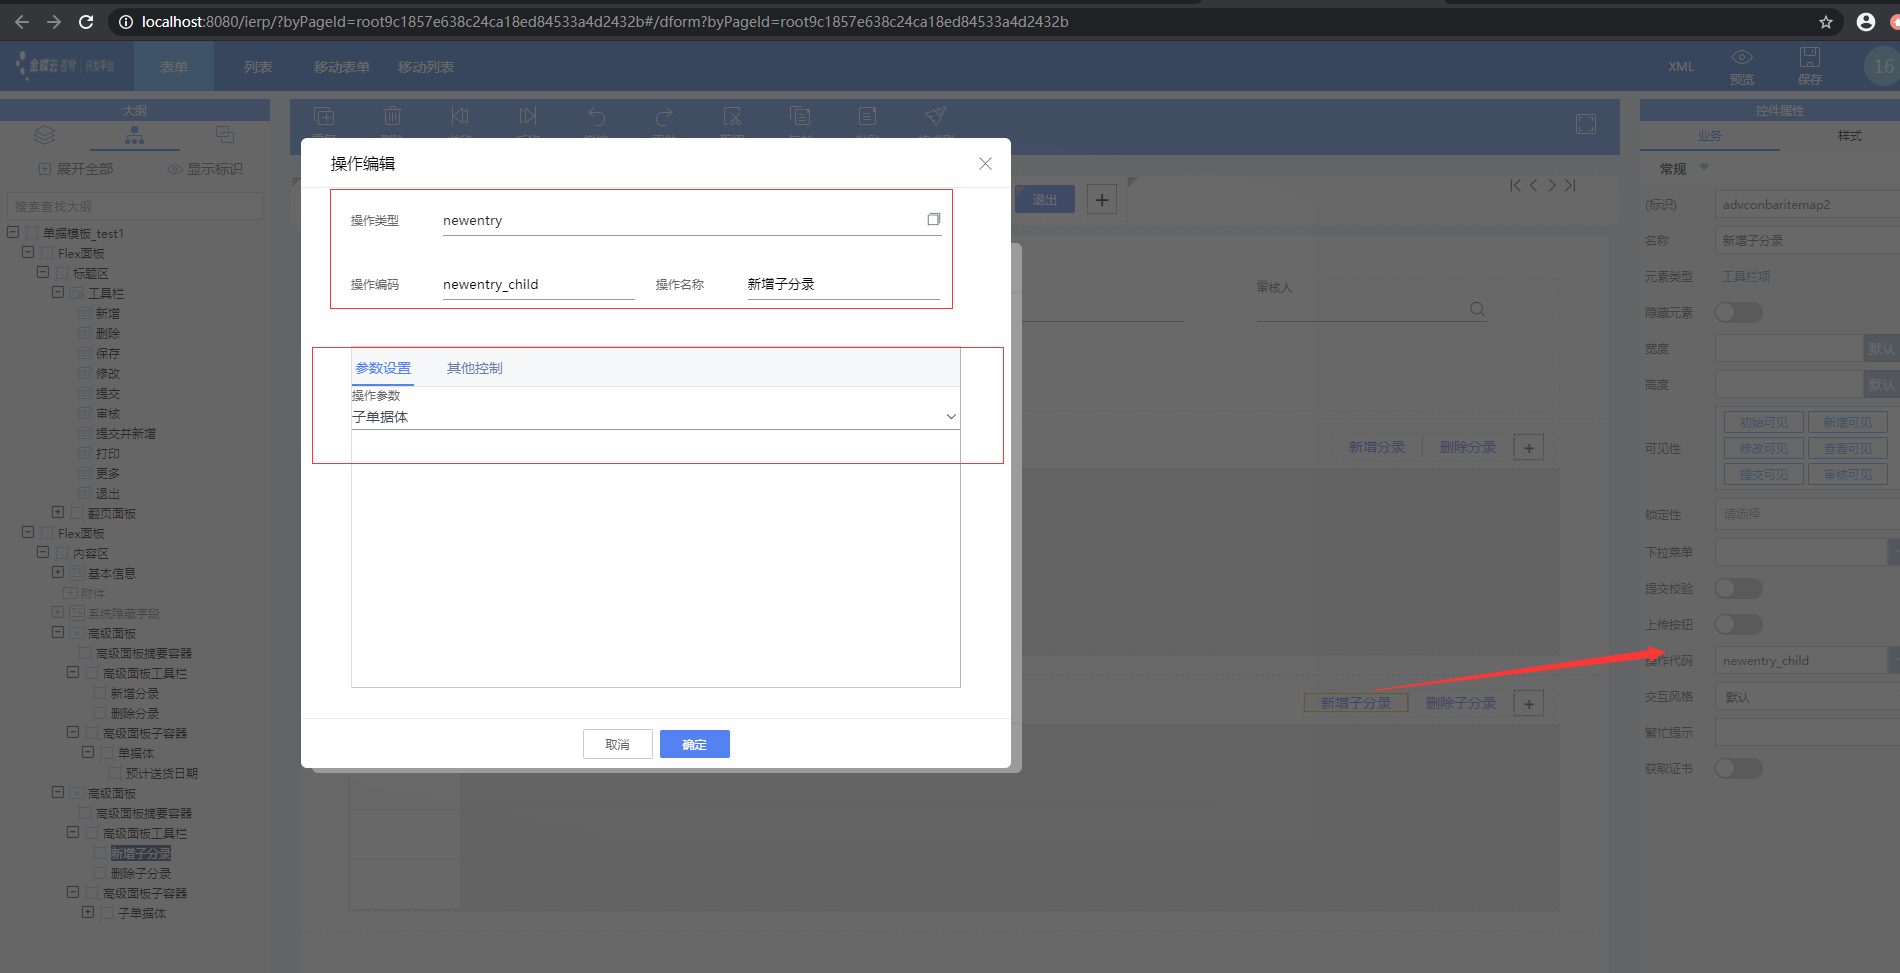 localhost:8080/ierp/?byPageId=root9c1857e638c24ca18ed84533a4d2432b#/dform?byPageId=root9c1857e638c24ca18ed84533a4d2432b
金蝶云 苍穹 | 开发平台
表单
列表
移动表单
移动列表
XML
预览
保存
16
大纲
展开全部
显示标识
搜索查找大纲
单据模板_test1
Flex面板
标题区
工具栏
新增
删除
保存
修改
提交
审核
提交并新增
打印
更多
退出
翻页面板
Flex面板
内容区
基本信息
附件
系统隐藏字段
高级面板
高级面板摘要容器
高级面板工具栏
新增分录
删除分录
高级面板子容器
单据体
预计送货日期
高级面板
高级面板摘要容器
高级面板工具栏
新增子分录
删除子分录
高级面板子容器
子单据体
操作编辑
操作类型
newentry
操作编码
newentry_child
操作名称
新增子分录
参数设置
其他控制
操作参数
子单据体
取消
确定
退出
审核人
新增分录
删除分录
新增子分录
删除子分录
控件属性
业务
样式
常规
(标识)
advconbaritemap2
名称
新增子分录
元素类型
工具栏项
隐藏元素
宽度
默认
高度
默认
可见性
初始可见
新增可见
修改可见
查看可见
提交可见
审核可见
锁定性
请选择
下拉菜单
提交校验
上传按钮
操作代码
newentry_child
交互风格
默认
繁忙提示
获取证书